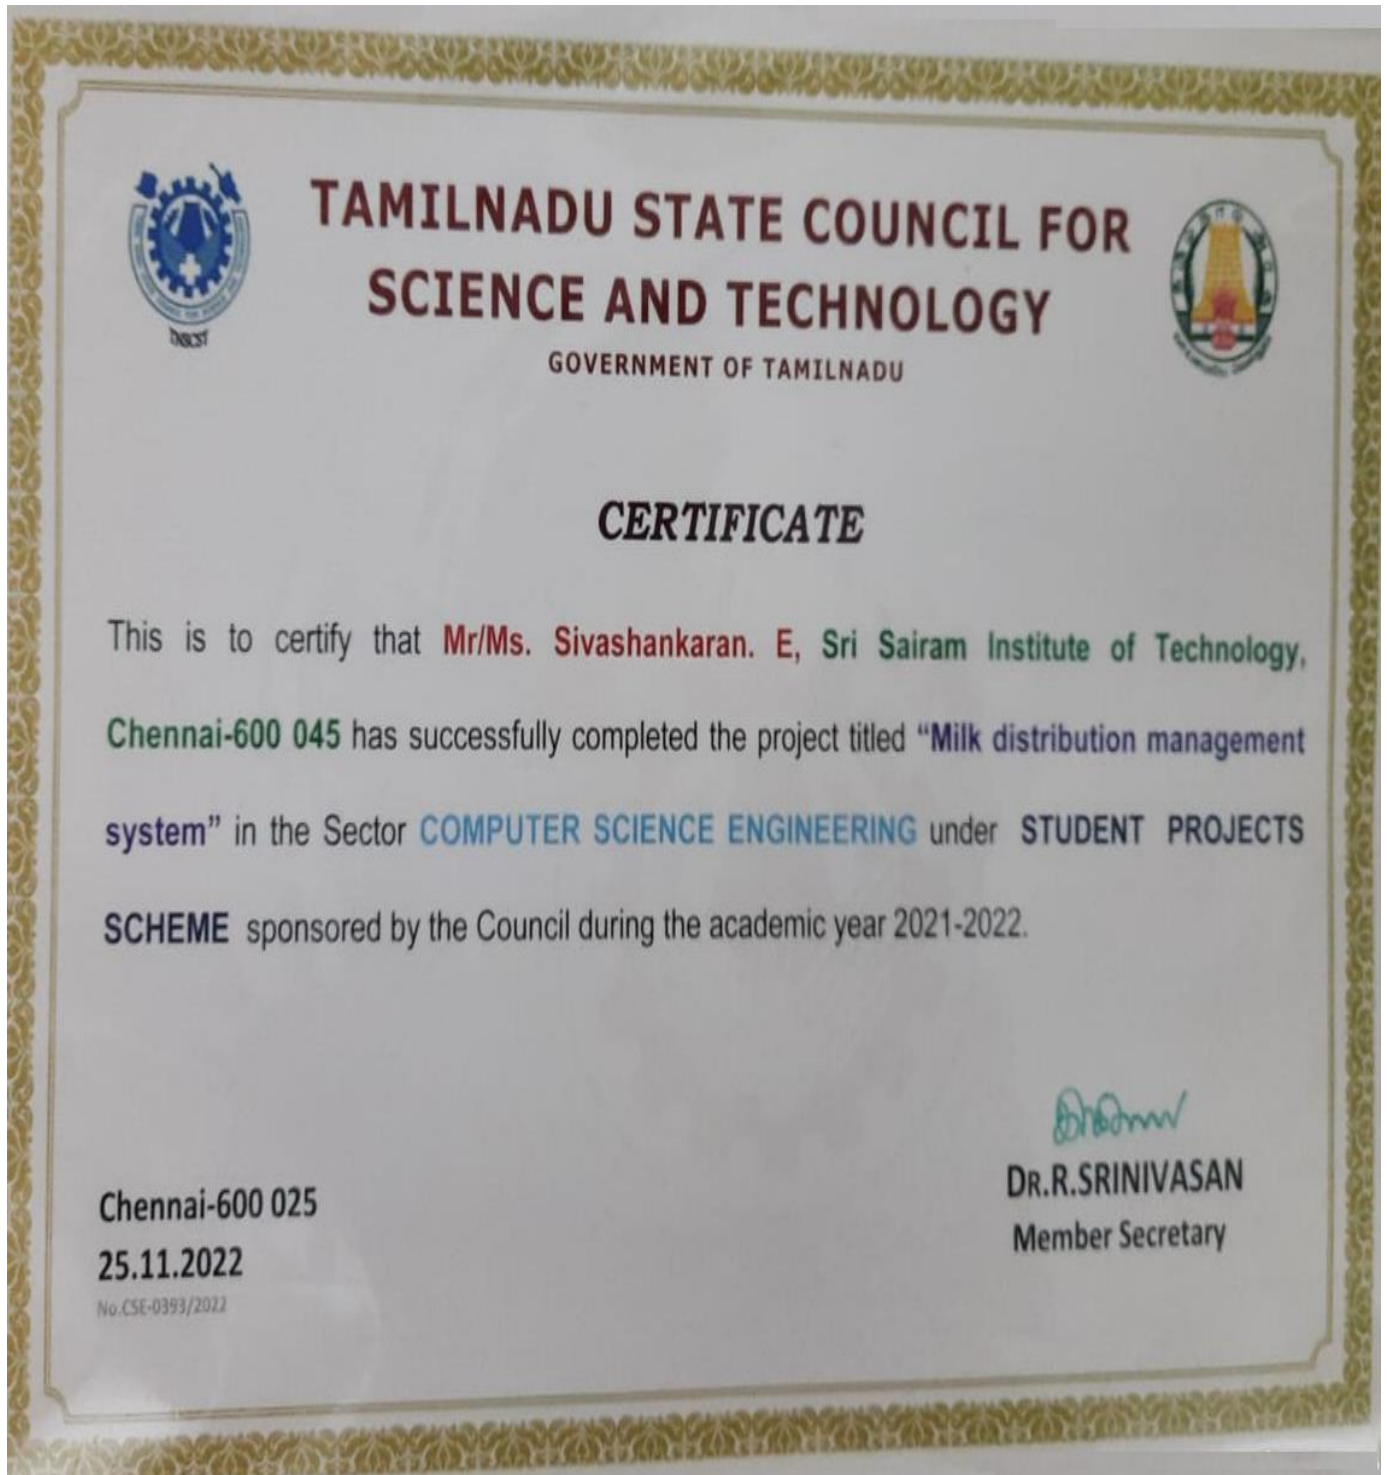 TAMILNADU STATE COUNCIL FOR
SCIENCE AND TECHNOLOGY
GOVERNMENT OF TAMILNADU
TNSCST
CERTIFICATE
This is to certify that Mr/Ms. Sivashankaran. E, Sri Sairam Institute of Technology,
Chennai-600 045 has successfully completed the project titled “Milk distribution management
system” in the Sector COMPUTER SCIENCE ENGINEERING under STUDENT PROJECTS
SCHEME sponsored by the Council during the academic year 2021-2022.
DR.R.SRINIVASAN
Member Secretary
Chennai-600 025
25.11.2022
No.CSE-0393/2022